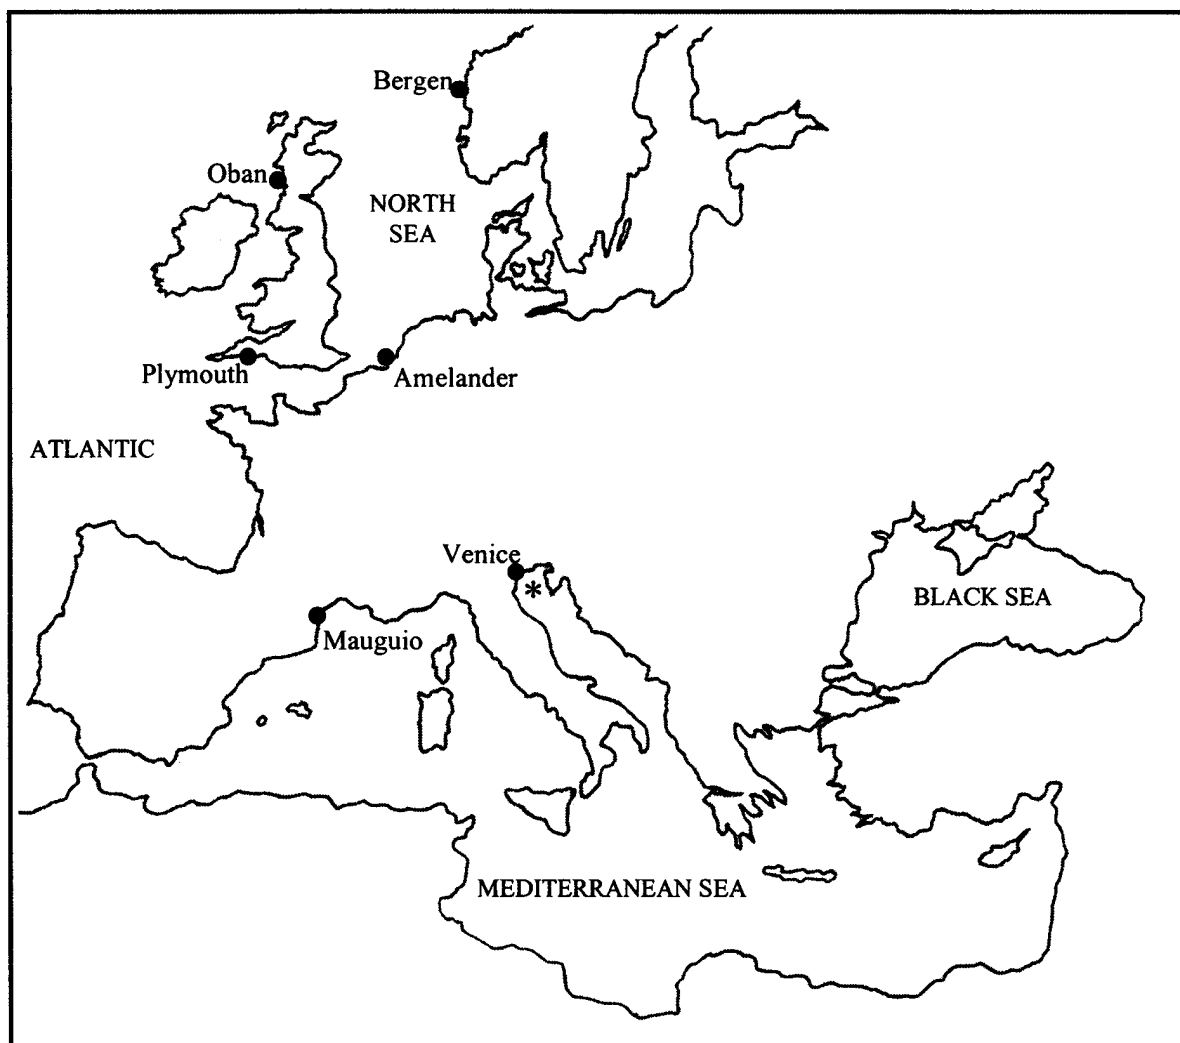 Bergen
Oban
NORTH
SEA
Plymouth
Amelander
ATLANTIC
Venice
*
BLACK SEA
Mauguio
MEDITERRANEAN SEA